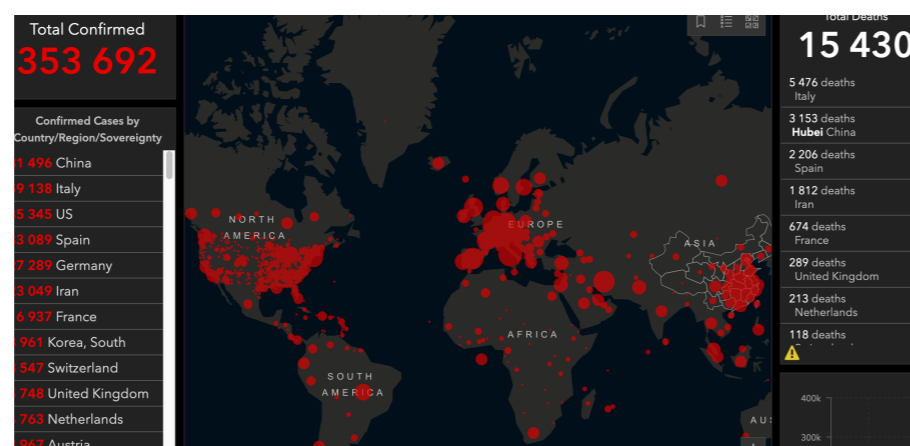 Total Confirmed
353 692
Confirmed Cases by
Country/Region/Sovereignty
1 496 China
9 138 Italy
5 345 US
3 089 Spain
7 289 Germany
3 049 Iran
6 937 France
961 Korea, South
547 Switzerland
748 United Kingdom
763 Netherlands
967 Austria
NORTH
AMERICA
EUROPE
ASIA
AFRICA
SOUTH
AMERICA
AUS
Total Deaths
15 430
5 476 deaths
Italy
3 153 deaths
Hubei China
2 206 deaths
Spain
1 812 deaths
Iran
674 deaths
France
289 deaths
United Kingdom
213 deaths
Netherlands
118 deaths
400k
300k